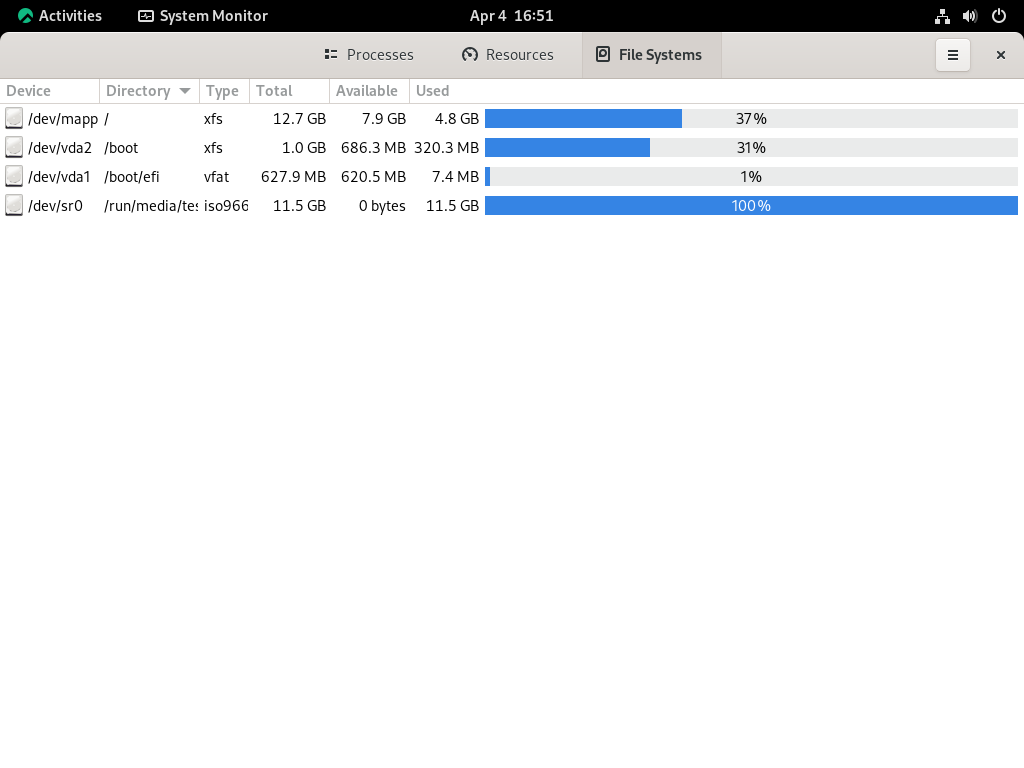 Activities System Monitor Apr 4 16:51
Processes Resources File Systems
Device Directory Type Total Available Used
/dev/mapp / xfs 12.7 GB 7.9 GB 4.8 GB 37%
/dev/vda2 /boot xfs 1.0 GB 686.3 MB 320.3 MB 31%
/dev/vda1 /boot/efi vfat 627.9 MB 620.5 MB 7.4 MB 1%
/dev/sr0 /run/media/tes iso966 11.5 GB 0 bytes 11.5 GB 100%